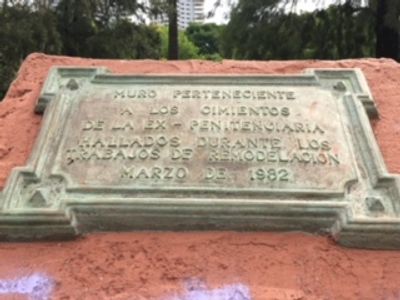 MURO PERTENECIENTE
A LOS CIMIENTOS
DE LA EX-PENITENCIARIA
HALLADOS DURANTE LOS
TRABAJOS DE REMODELACION
MARZO DE 1982